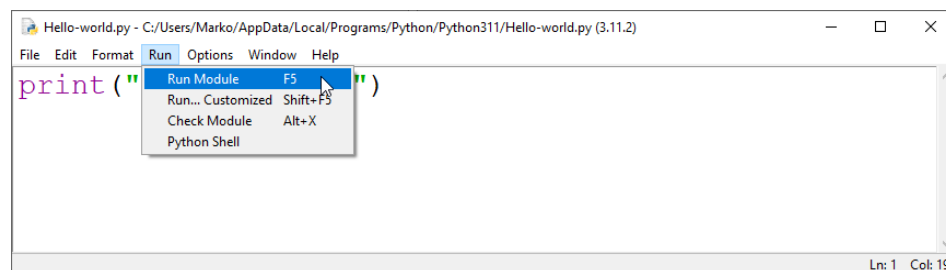 Hello-world.py - C:/Users/Marko/AppData/Local/Programs/Python/Python311/Hello-world.py (3.11.2)
File Edit Format Run Options Window Help
print("
")
Run Module F5
Run... Customized Shift+F5
Check Module Alt+X
Python Shell
Ln: 1 Col: 19